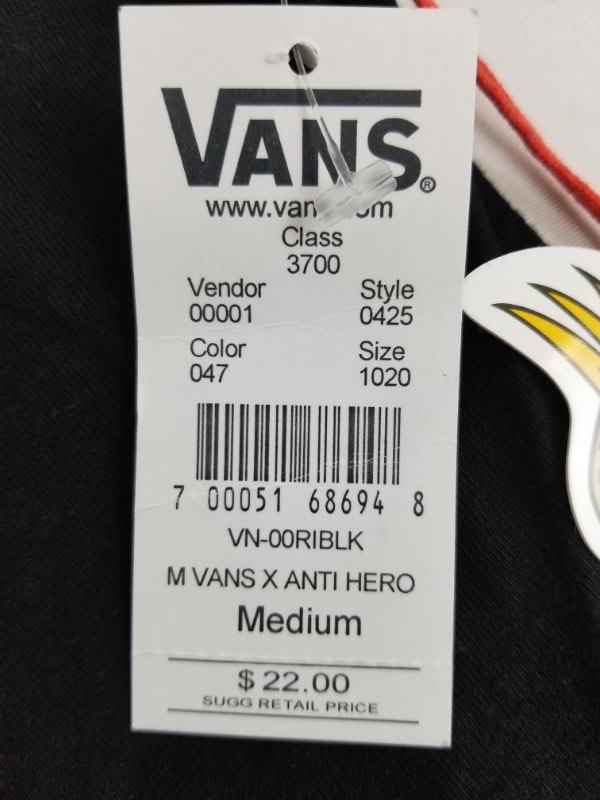 VANS®
www.van om
Class
3700
Vendor Style
00001 0425
Color Size
047 1020
7 00051 68694 8
VN-00RIBLK
M VANS X ANTI HERO
Medium
$ 22.00
SUGG RETAIL PRICE